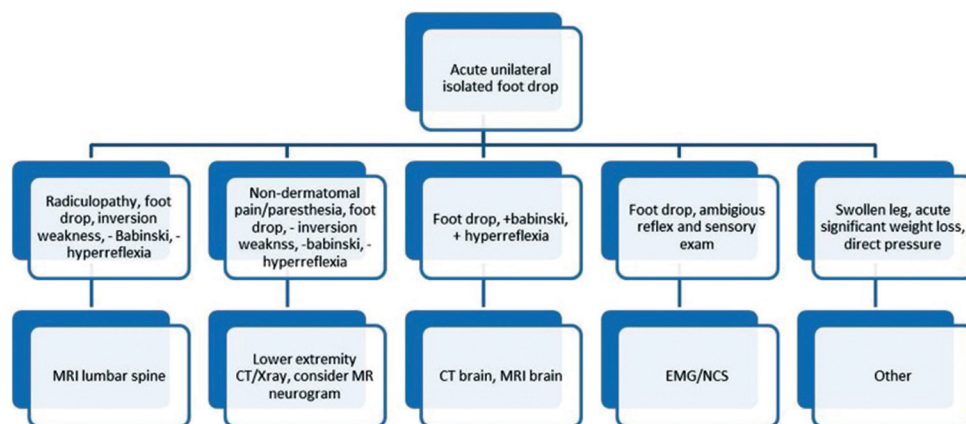 Acute unilateral
isolated foot drop
Radiculopathy, foot
drop, inversion
weakness, - Babinski, -
hyperreflexia
Non-dermatomal
pain/paresthesia, foot
drop, - inversion
weaknss, -babinski, -
hyperreflexia
Foot drop, +babinski,
+ hyperreflexia
Foot drop, ambigious
reflex and sensory
exam
Swollen leg, acute
significant weight loss,
direct pressure
MRI lumbar spine
Lower extremity
CT/Xray, consider MR
neurogram
CT brain, MRI brain
EMG/NCS
Other